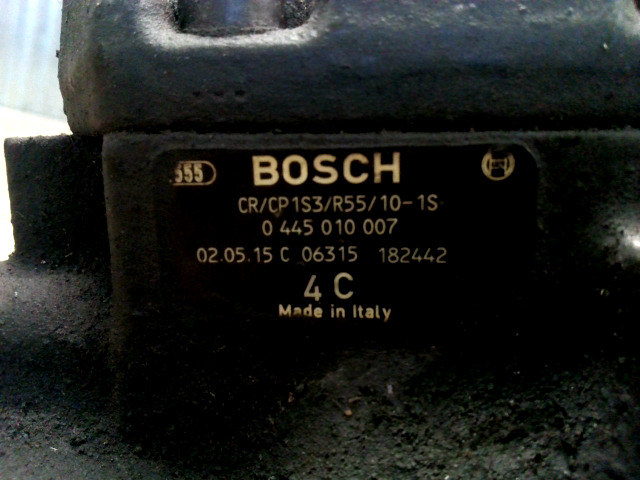 555 BOSCH
CR/CP1S3/R55/10-1S
0 445 010 007
02.05.15 C 06315 182442
4 C
Made in Italy